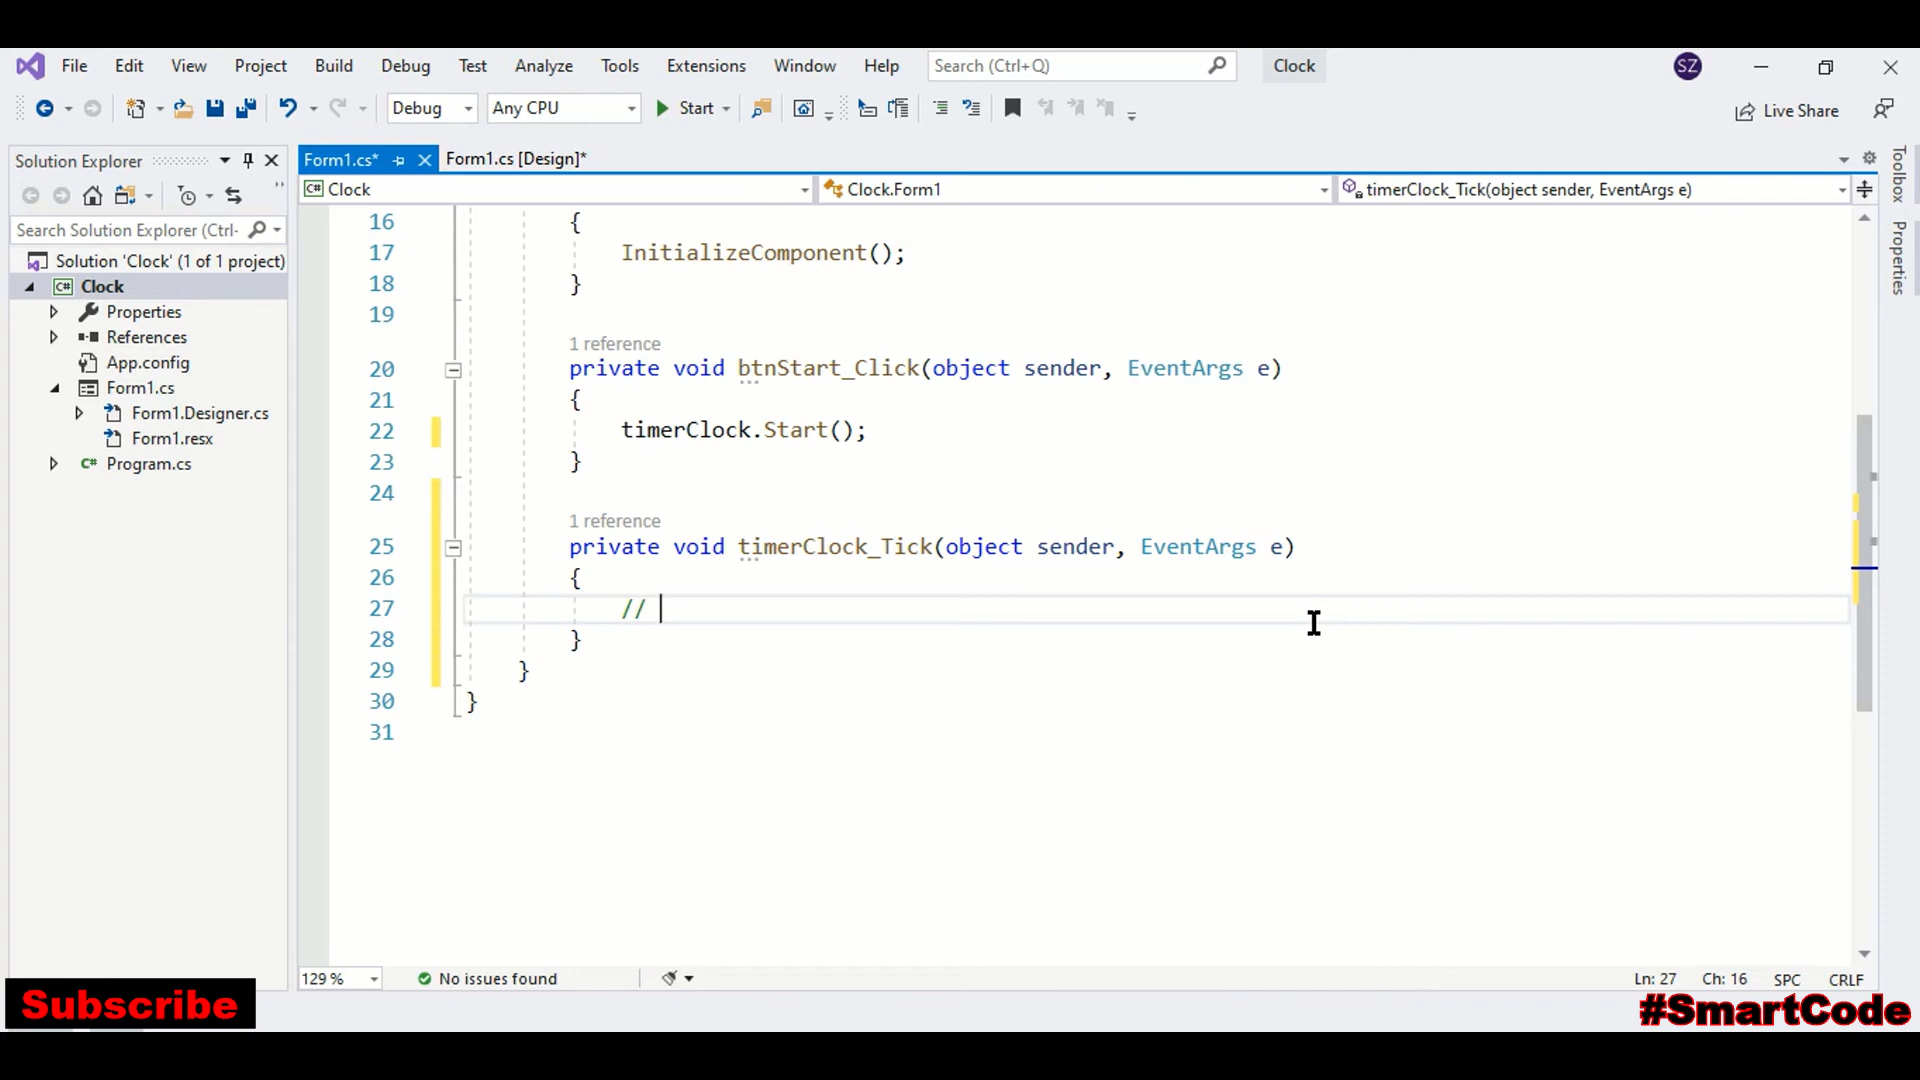 File Edit View Project Build Debug Test Analyze Tools Extensions Window Help Search (Ctrl+Q) Clock SZ
Debug Any CPU Start Live Share
Solution Explorer
Form1.cs* Form1.cs [Design]*
Clock Clock.Form1 timerClock_Tick(object sender, EventArgs e)
Search Solution Explorer (Ctrl-
Solution 'Clock' (1 of 1 project)
C# Clock
Properties
References
App.config
Form1.cs
Form1.Designer.cs
Form1.resx
C# Program.cs
16 {
17 InitializeComponent();
18 }
19
1 reference
20 private void btnStart_Click(object sender, EventArgs e)
21 {
22 timerClock.Start();
23 }
24
1 reference
25 private void timerClock_Tick(object sender, EventArgs e)
26 {
27 //
28 }
29 }
30 }
31
Toolbox
Properties
129 % No issues found Ln: 27 Ch: 16 SPC CRLF
Subscribe
#SmartCode